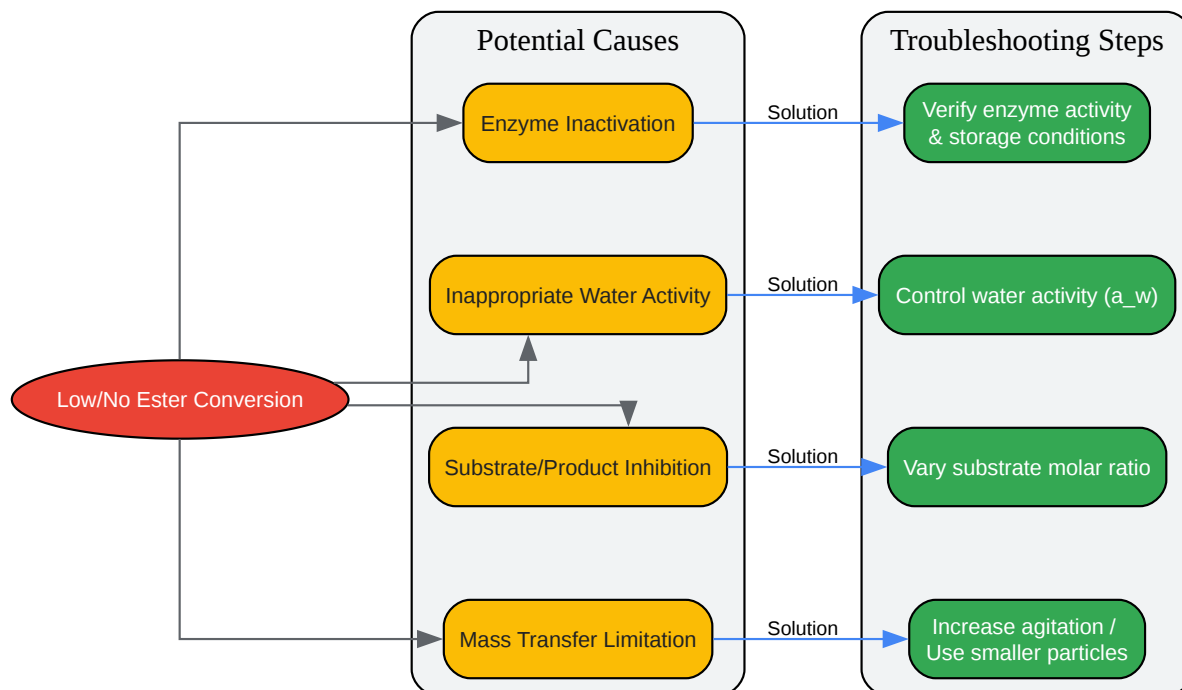 Potential Causes
Troubleshooting Steps
Enzyme Inactivation
Solution
Verify enzyme activity
& storage conditions
Inappropriate Water Activity
Solution
Control water activity (a_w)
Low/No Ester Conversion
Substrate/Product Inhibition
Solution
Vary substrate molar ratio
Mass Transfer Limitation
Solution
Increase agitation /
Use smaller particles